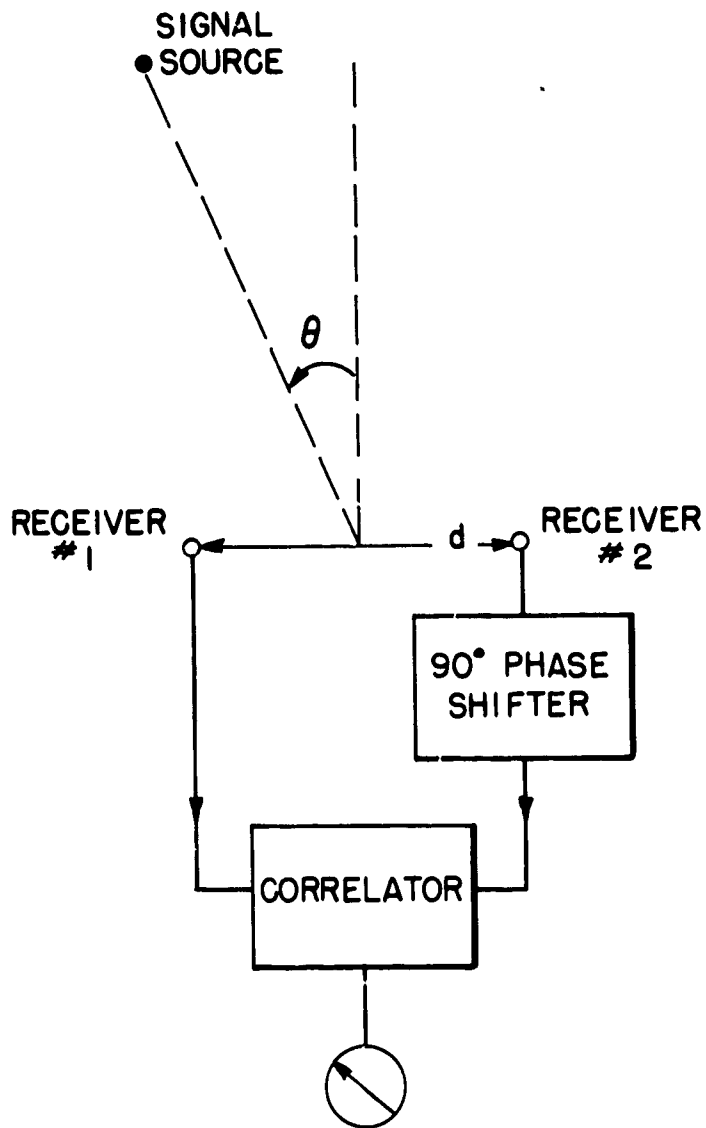 SIGNAL
SOURCE
θ
RECEIVER
#1
d
RECEIVER
#2
90° PHASE
SHIFTER
CORRELATOR